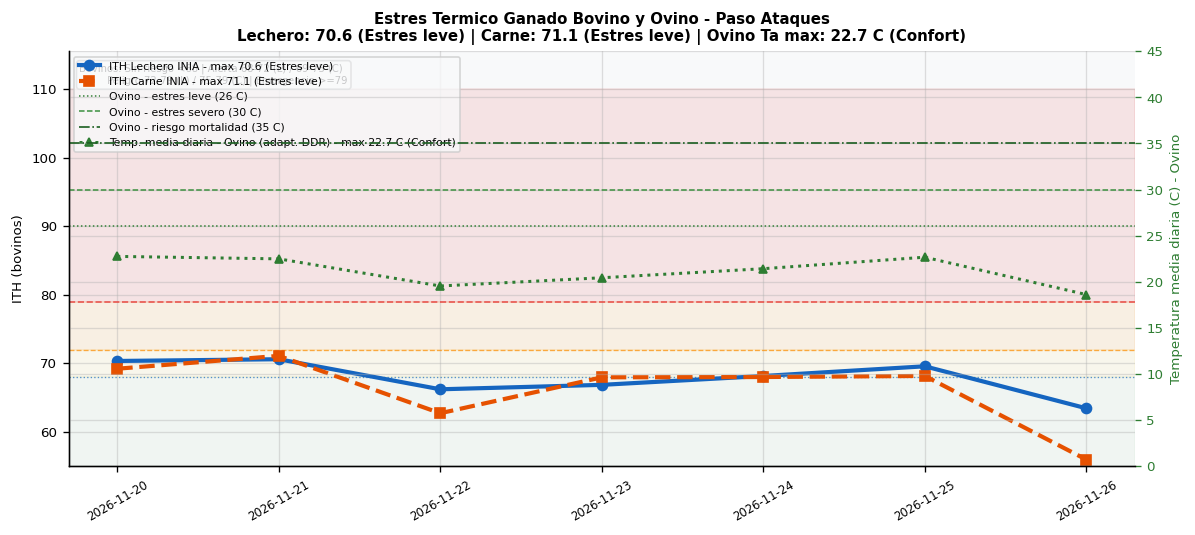 Estres Termico Ganado Bovino y Ovino - Paso Ataques
Lechero: 70.6 (Estres leve) | Carne: 71.1 (Estres leve) | Ovino Ta max: 22.7 C (Confort)
ITH Lechero INIA - max 70.6 (Estres leve)
ITH Carne INIA - max 71.1 (Estres leve)
Ovino - estres leve (26 C)
Ovino - estres severo (30 C)
Ovino - riesgo mortalidad (35 C)
Temp. media diaria - Ovino (adapt. DDR) - max 22.7 C (Confort)
>=79
ITH (bovinos)
110
100
90
80
70
60
Temperatura media diaria (C) - Ovino
45
40
35
30
25
20
15
10
5
0
2026-11-20
2026-11-21
2026-11-22
2026-11-23
2026-11-24
2026-11-25
2026-11-26